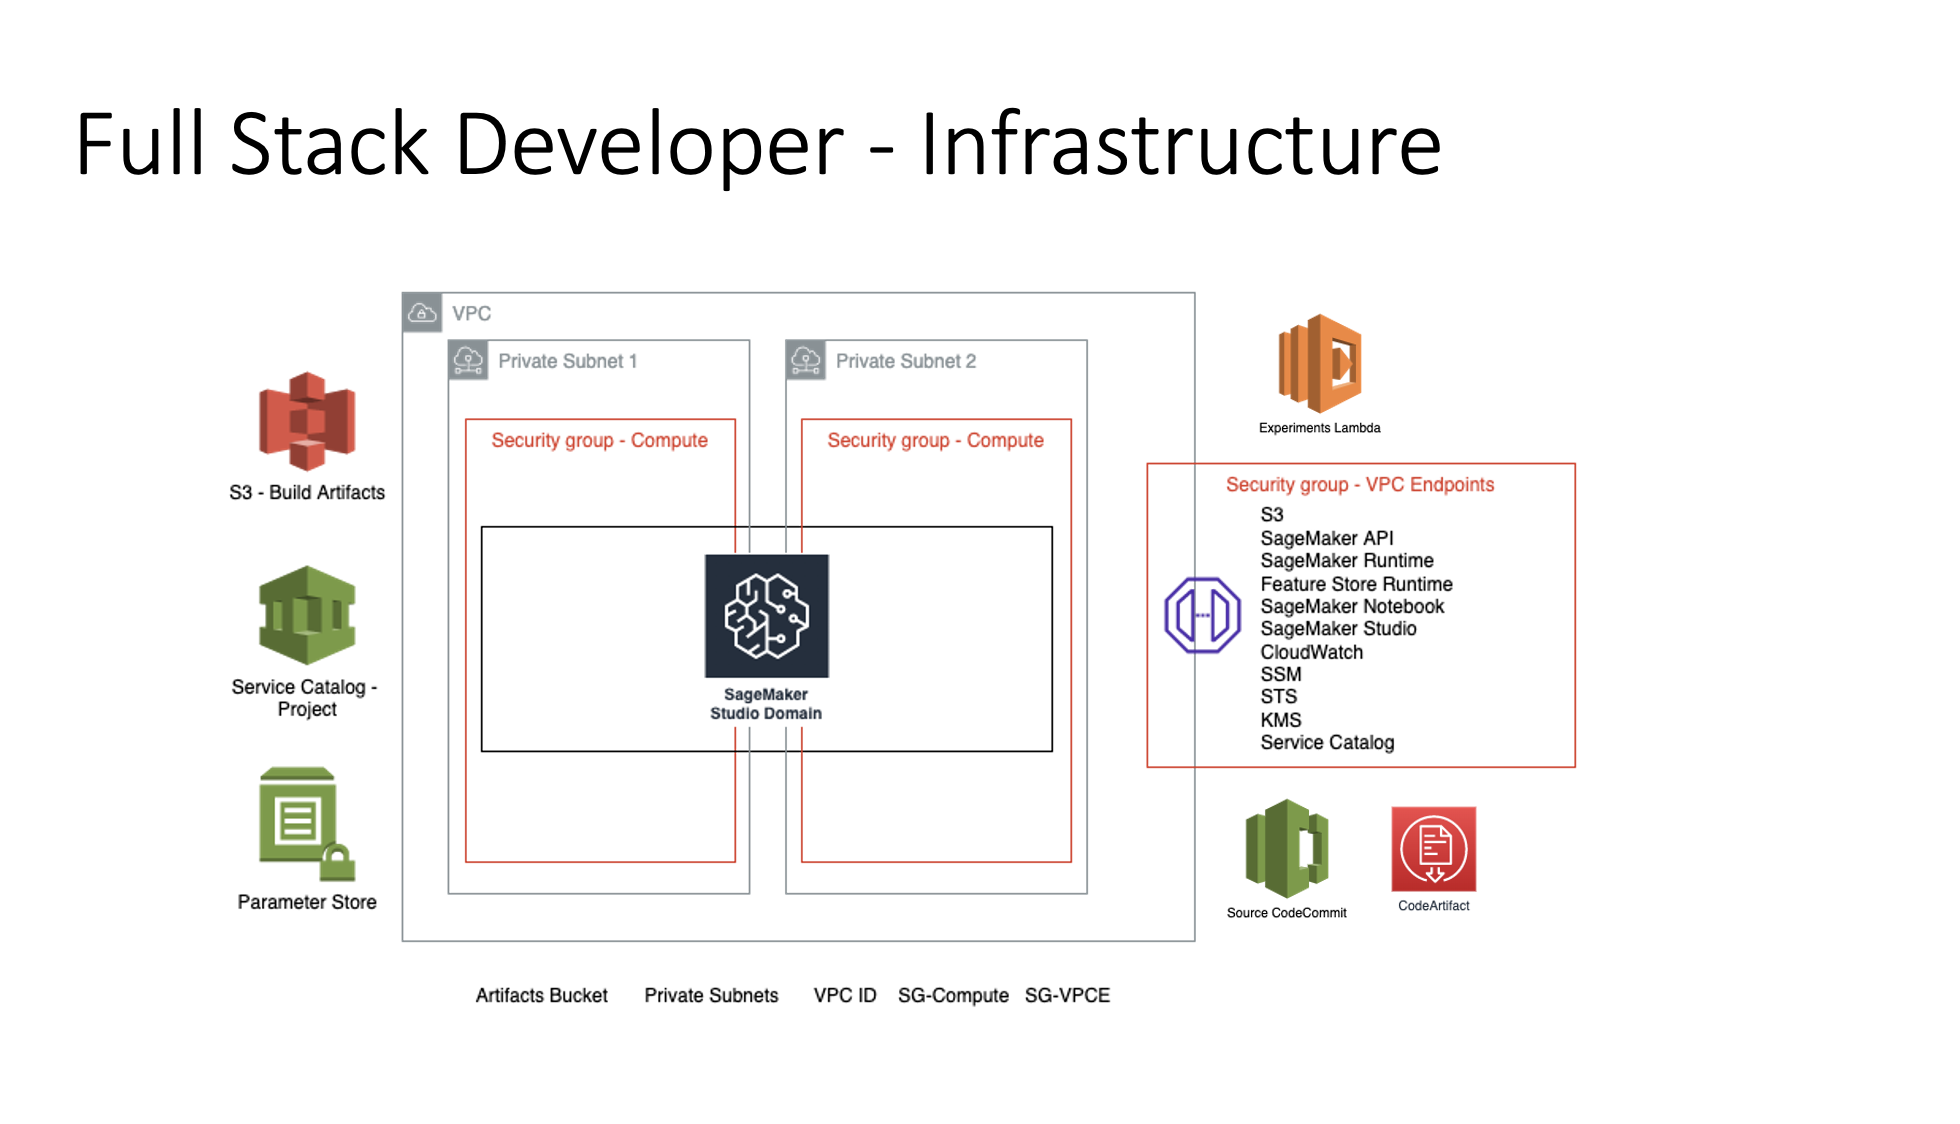 Full Stack Developer - Infrastructure
VPC
Private Subnet 1
Private Subnet 2
Security group - Compute
Security group - Compute
SageMaker
Studio Domain
S3 - Build Artifacts
Service Catalog -
Project
Parameter Store
Experiments Lambda
Security group - VPC Endpoints
S3
SageMaker API
SageMaker Runtime
Feature Store Runtime
SageMaker Notebook
SageMaker Studio
CloudWatch
SSM
STS
KMS
Service Catalog
Source CodeCommit
CodeArtifact
Artifacts Bucket
Private Subnets
VPC ID
SG-Compute
SG-VPCE